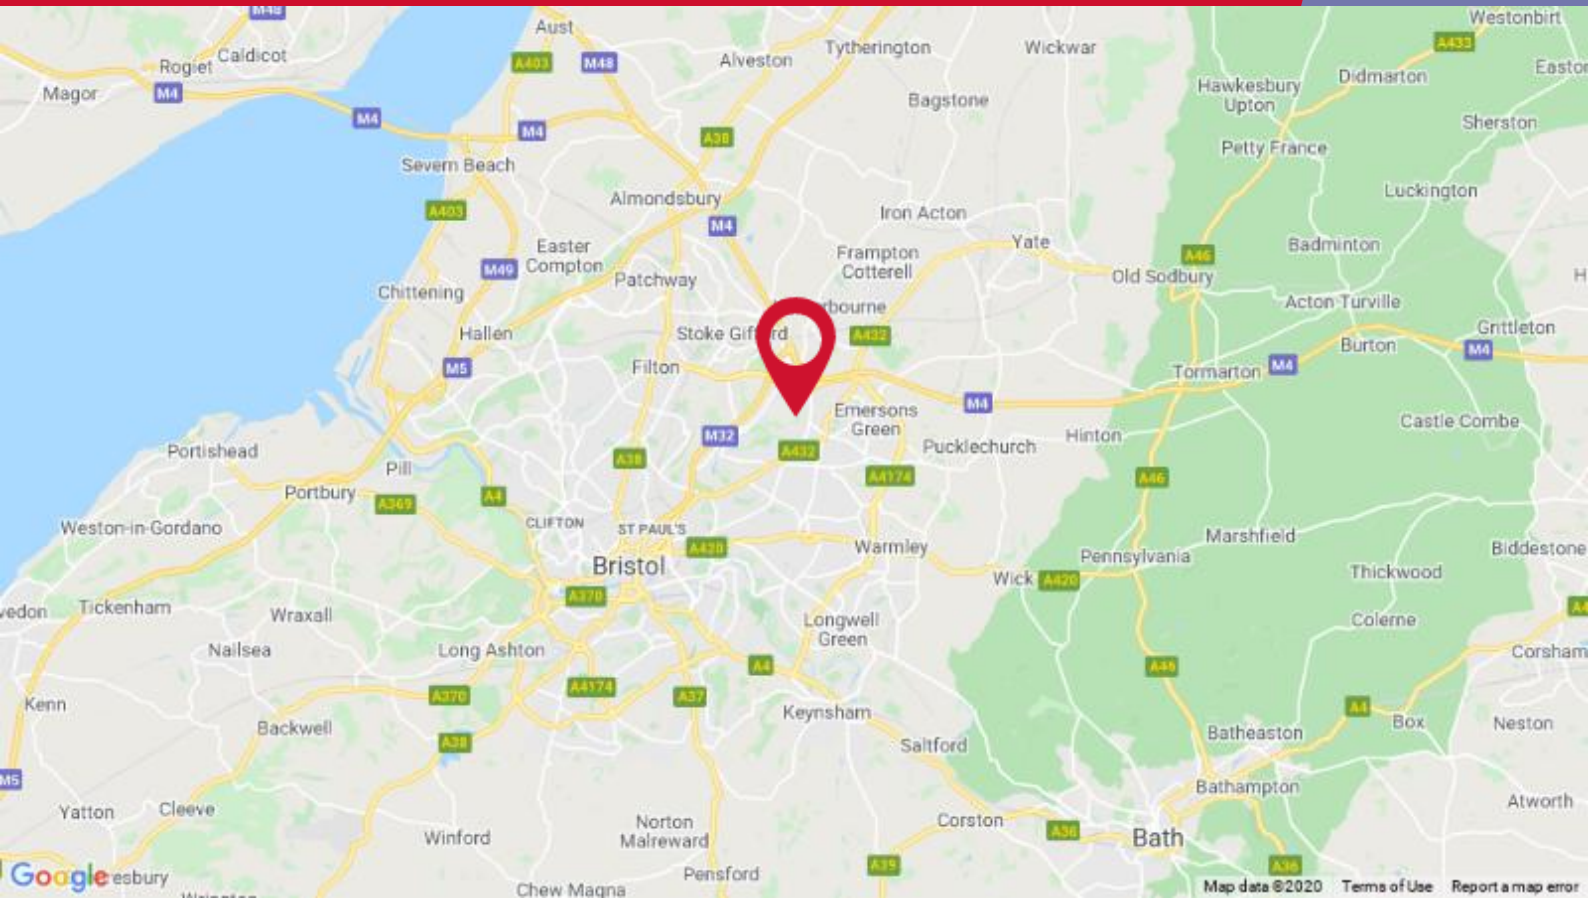 M48
Aust
Westonbirt
Caldicot
A403
M48
Alveston
Tytherington
Wickwar
A433
Rogiet
Didmarton
Magor
M4
Hawkesbury
Upton
Bagstone
M4
M4
A38
Sherston
Petty France
Severn Beach
Luckington
Almondsbury
A403
Iron Acton
M4
Yate
Easter
Compton
Frampton
Cotterell
Badminton
A46
M49
Patchway
Old Sodbury
Chittening
Acton Turville
Hallen
Stoke Gifford
A432
Grittleton
Burton
M4
M5
Filton
Tormarton
M4
M4
Emersons
Green
Castle Combe
M32
Hinton
Pucklechurch
Portishead
A38
A432
Pill
A4174
A46
Portbury
A369
A4
Weston-in-Gordano
CLIFTON
ST PAUL'S
Marshfield
A420
Warmley
Biddestone
Pennsylvania
Bristol
Wick
A420
Thickwood
A370
Tickenham
Wraxall
Longwell
Green
Colerne
Nailsea
Long Ashton
Corsham
A4
A46
A370
A4174
A37
Kenn
Keynsham
A4
Backwell
Box
Neston
A38
Saltford
Batheaston
M5
Bathampton
Yatton
Cleeve
Atworth
Winford
Norton
Malreward
Corston
A36
Bath
A39
A36
Pensford
Google
esbury
Chew Magna
Map data ©2020 Terms of Use Report a map error